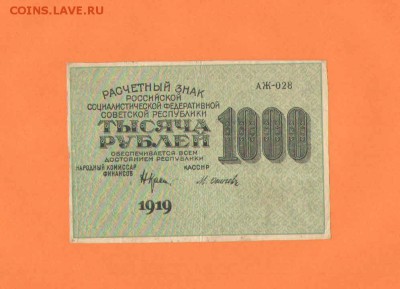 COINS.LAVE.RU
АЖ-028
РАСЧЕТНЫЙ ЗНАК
РОССИЙСКОЙ
СОЦИАЛИСТИЧЕСКОЙ ФЕДЕРАТИВНОЙ
СОВЕТСКОЙ РЕСПУБЛИКИ
ТЫСЯЧА
РУБЛЕЙ
1000
ОБЕСПЕЧИВАЕТСЯ ВСЕМ
ДОСТОЯНИЕМ РЕСПУБЛИКИ
НАРОДНЫЙ КОМИССАР
ФИНАНСОВ
КАССИР
1919